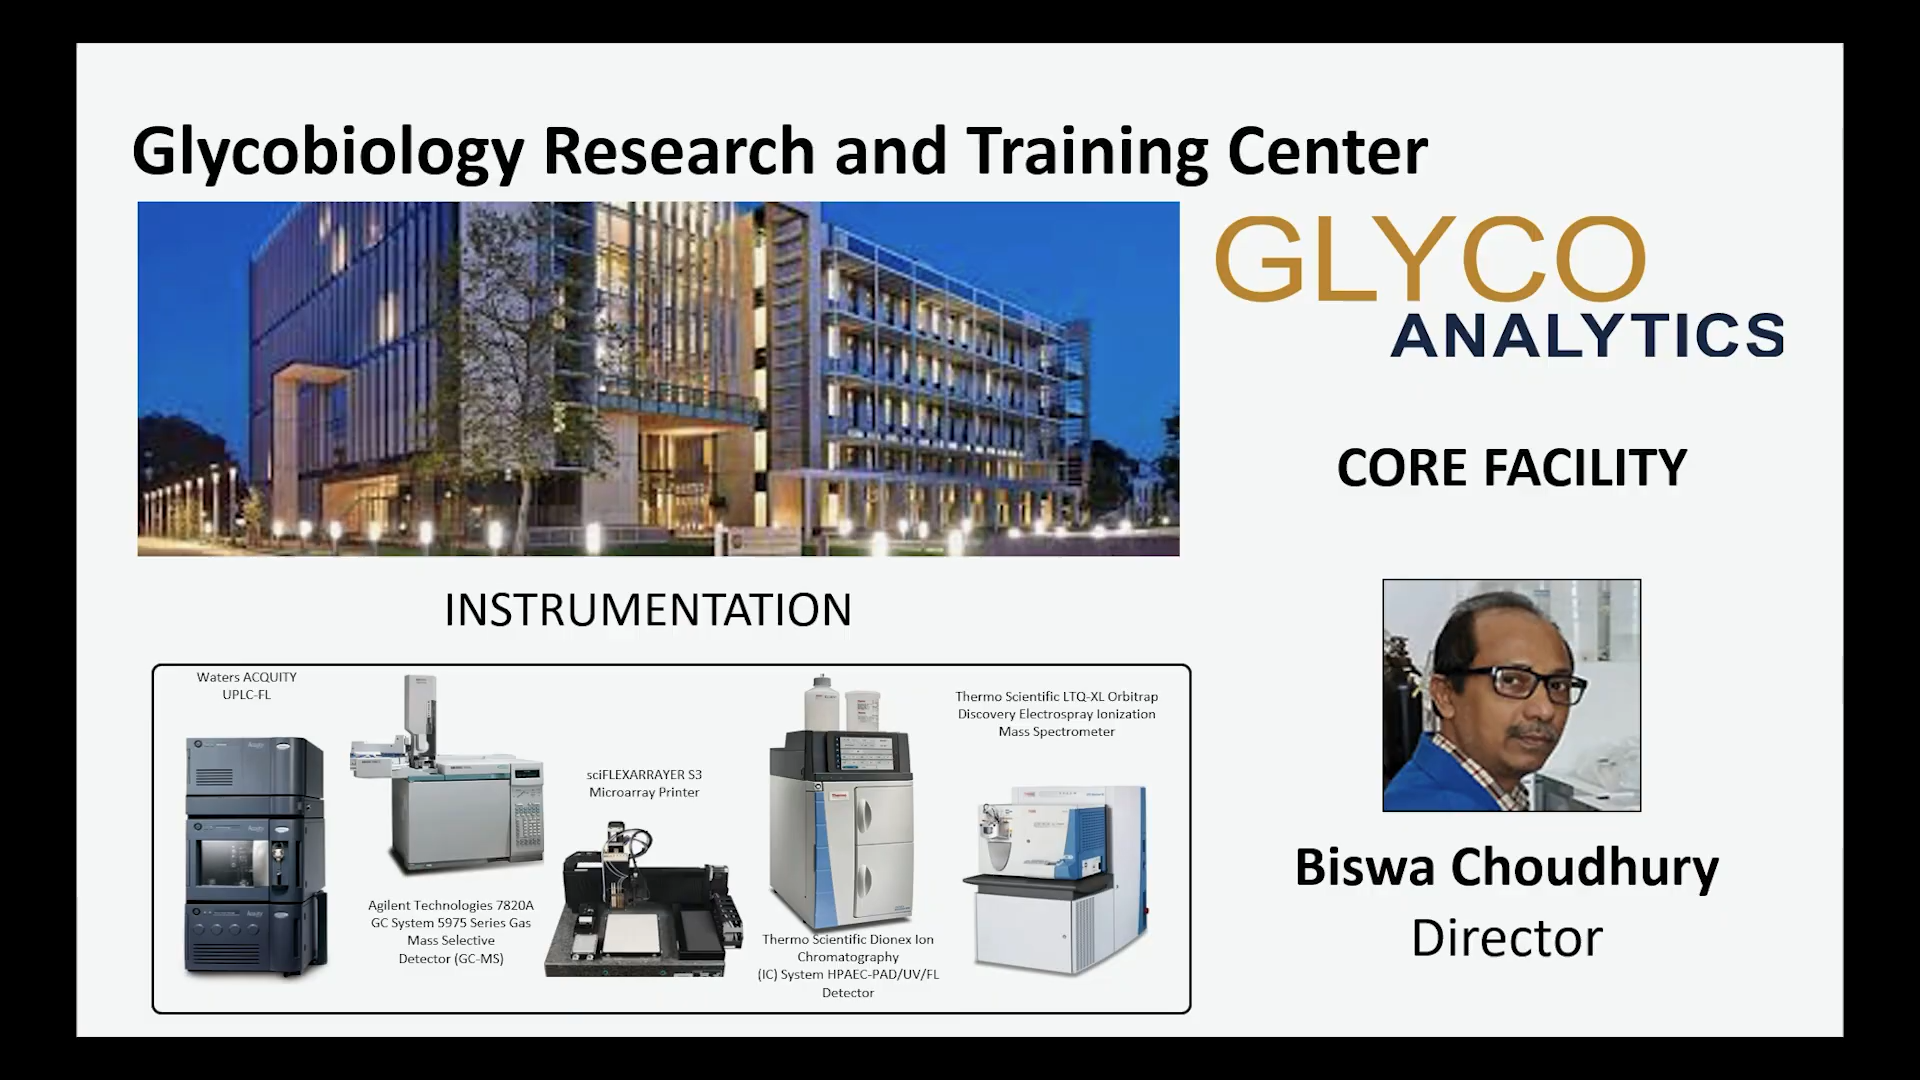 Glycobiology Research and Training Center
GLYCO
ANALYTICS
CORE FACILITY
INSTRUMENTATION
Waters ACQUITY
UPLC-FL
Agilent Technologies 7820A
GC System 5975 Series Gas
Mass Selective
Detector (GC-MS)
sciFLEXARRAYER S3
Microarray Printer
Thermo Scientific Dionex Ion
Chromatography
(IC) System HPAEC-PAD/UV/FL
Detector
Thermo Scientific LTQ-XL Orbitrap
Discovery Electrospray Ionization
Mass Spectrometer
Biswa Choudhury
Director